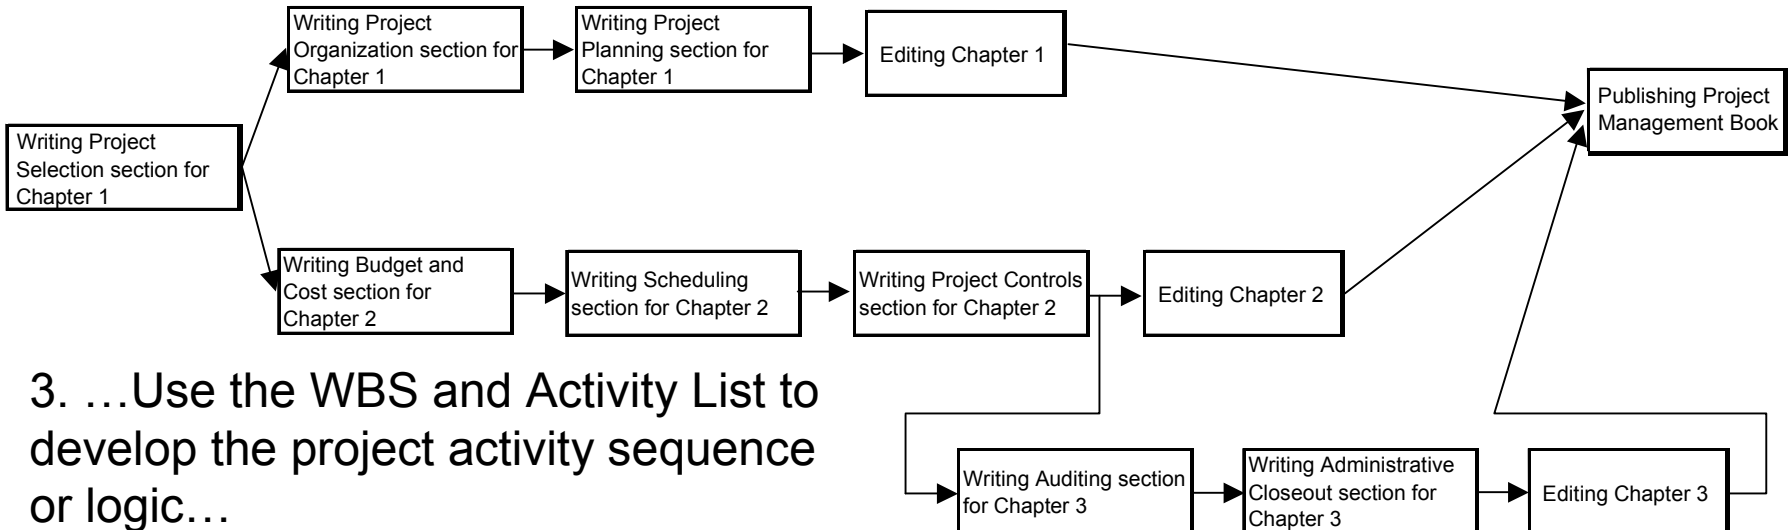 Writing Project
Organization section for
Chapter 1
Writing Project
Planning section for
Chapter 1
Editing Chapter 1
Publishing Project
Management Book
Writing Project
Selection section for
Chapter 1
Writing Budget and
Cost section for
Chapter 2
Writing Scheduling
section for Chapter 2
Writing Project Controls
section for Chapter 2
Editing Chapter 2
3. …Use the WBS and Activity List to
develop the project activity sequence
or logic…
Writing Auditing section
for Chapter 3
Writing Administrative
Closeout section for
Chapter 3
Editing Chapter 3